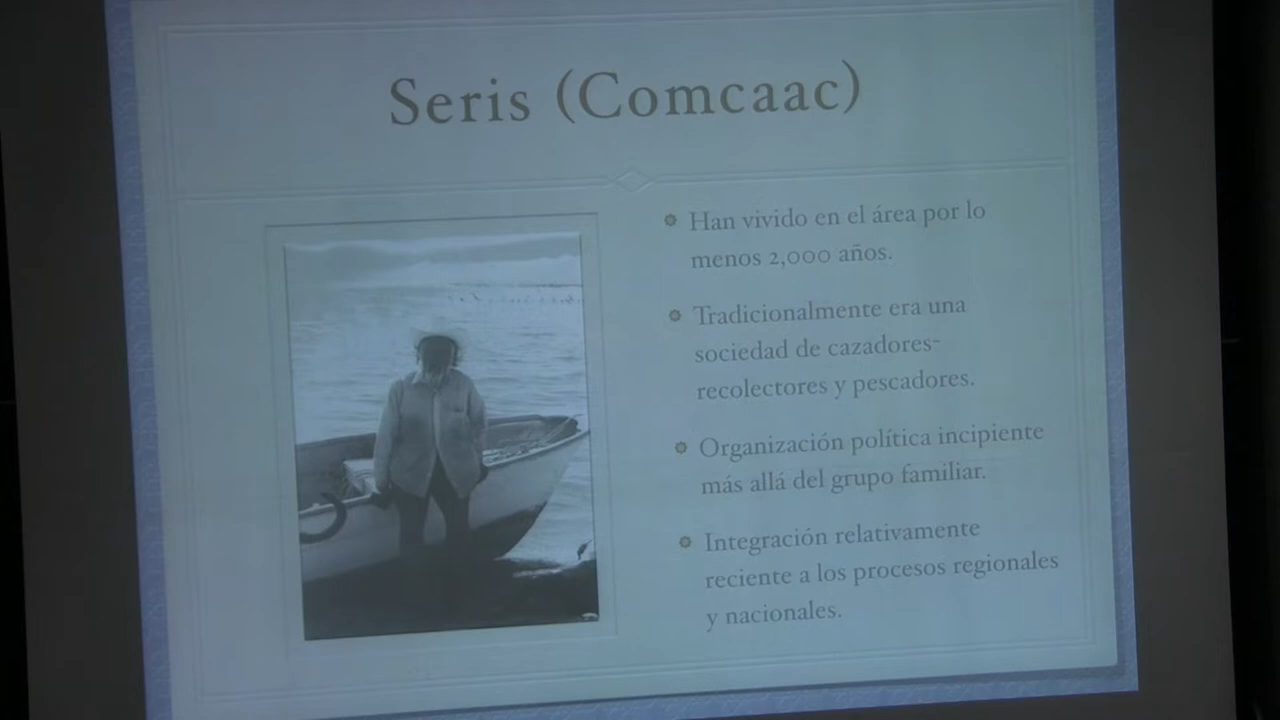 Seris (Comcaac)
Han vivido en el área por lo
menos 2,000 años.
Tradicionalmente era una
sociedad de cazadores-
recolectores y pescadores.
Organización política incipiente
más allá del grupo familiar.
Integración relativamente
reciente a los procesos regionales
y nacionales.